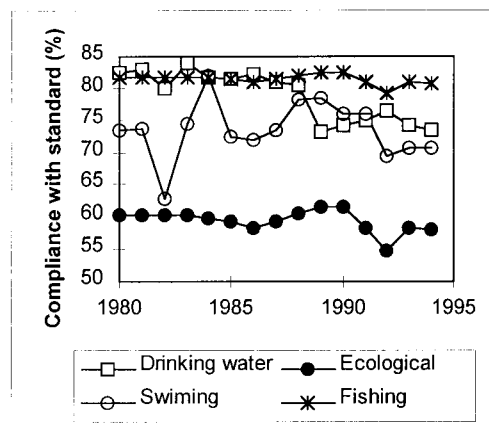 Compliance with standard (%)
85
80
75
70
65
60
55
50
1980
1985
1990
1995
Drinking water
Ecological
Swiming
Fishing